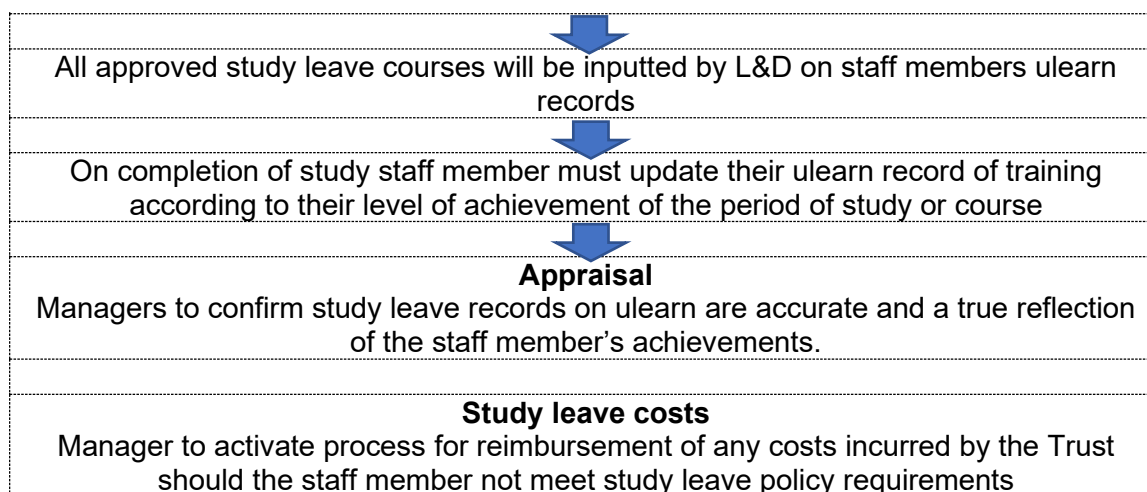 All approved study leave courses will be inputted by L&D on staff members ulearn
records
On completion of study staff member must update their ulearn record of training
according to their level of achievement of the period of study or course
Appraisal
Managers to confirm study leave records on ulearn are accurate and a true reflection
of the staff member’s achievements.
Study leave costs
Manager to activate process for reimbursement of any costs incurred by the Trust
should the staff member not meet study leave policy requirements